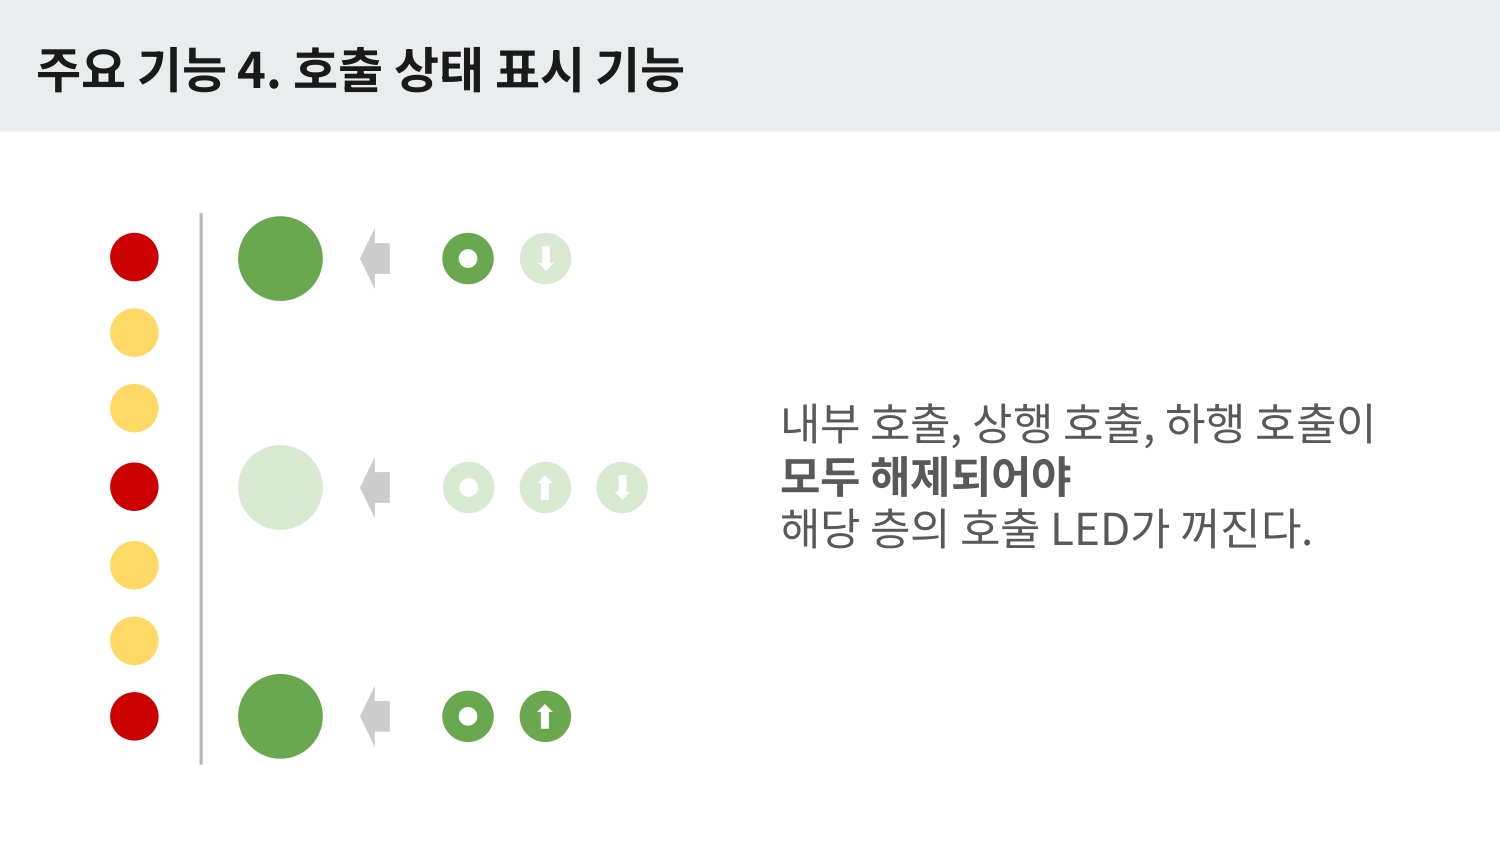 주요 기능 4. 호출 상태 표시 기능
내부 호출, 상행 호출, 하행 호출이
모두 해제되어야
해당 층의 호출 LED가 꺼진다.